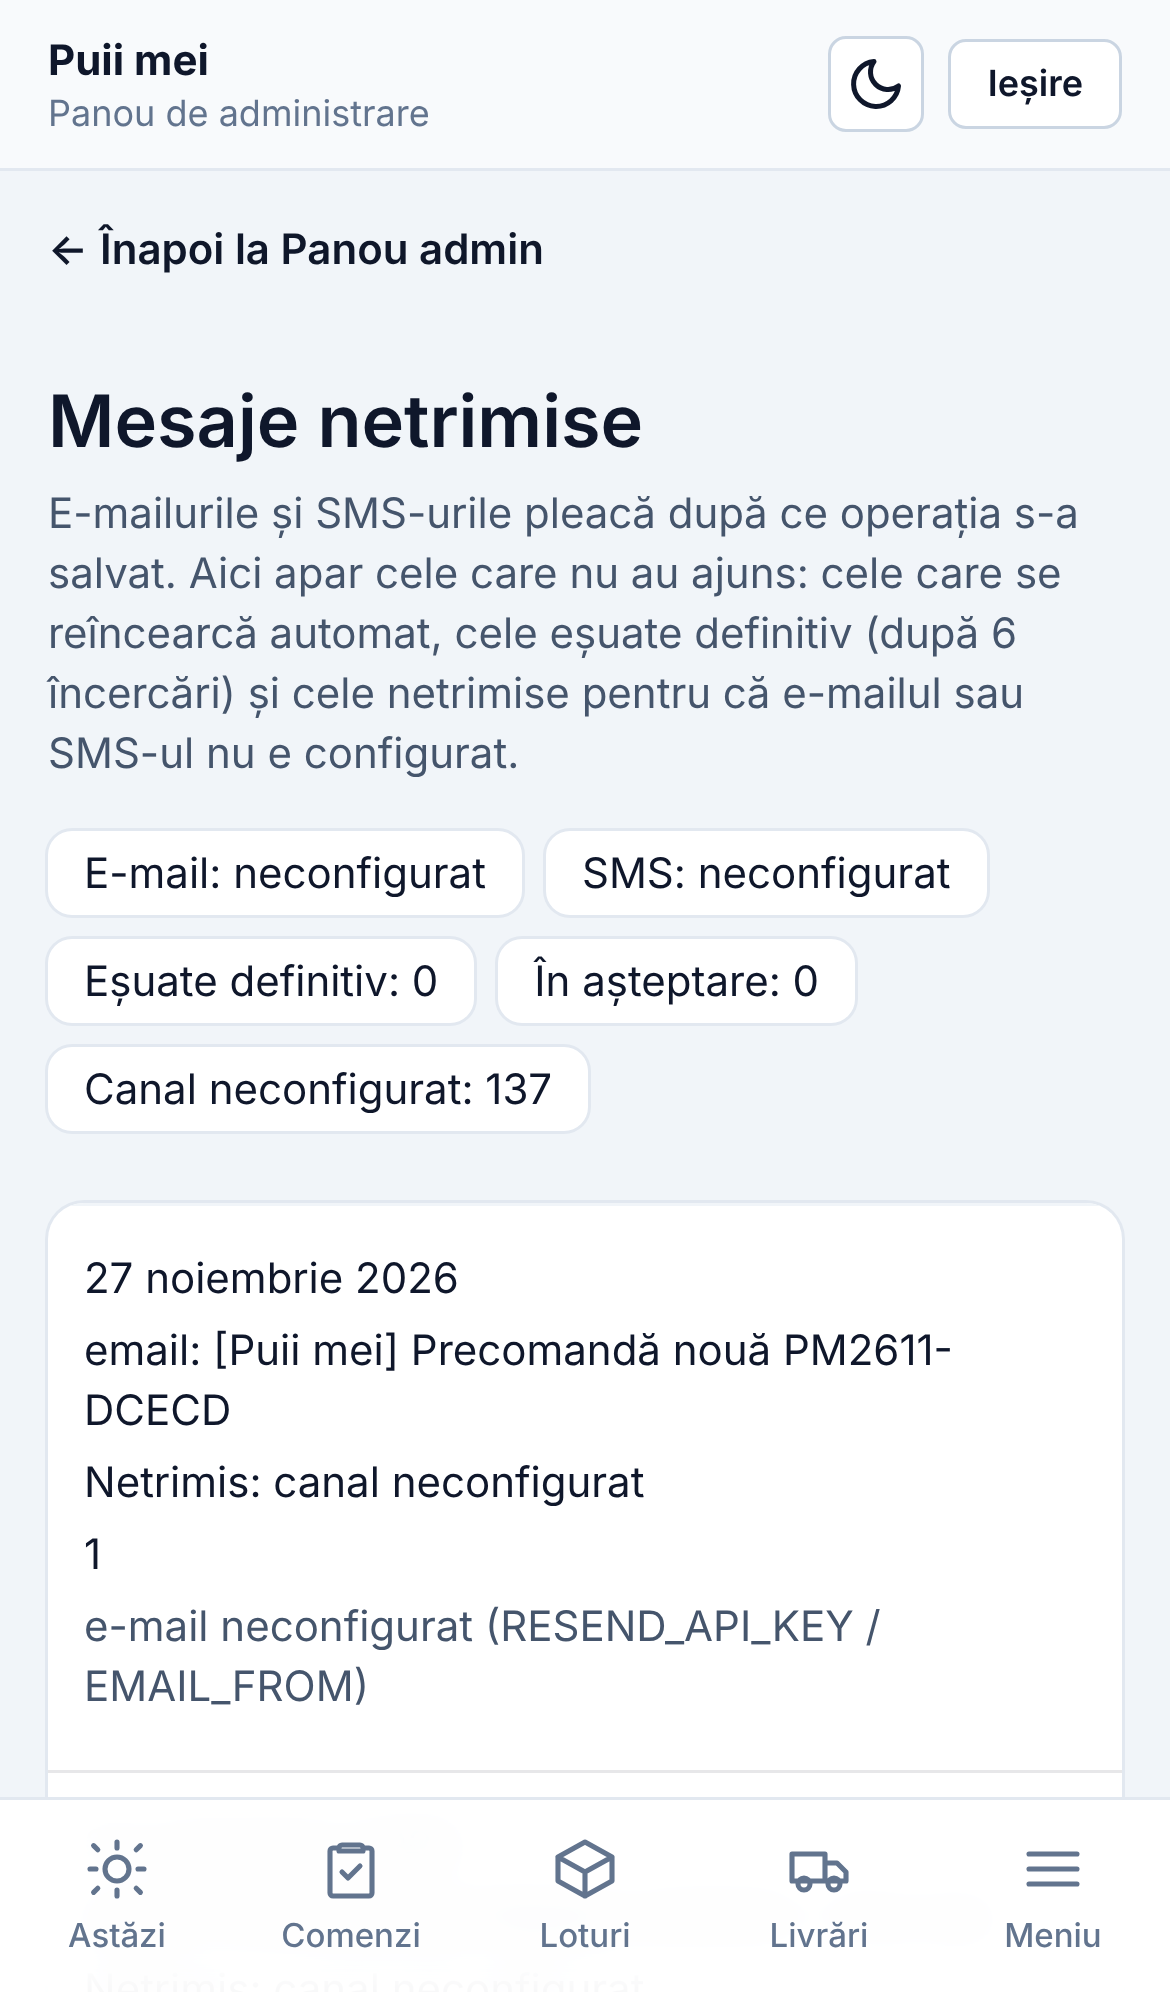 Puii mei
Panou de administrare
Ieșire
← Înapoi la Panou admin
Mesaje netrimise
E-mailurile și SMS-urile pleacă după ce operația s-a
salvat. Aici apar cele care nu au ajuns: cele care se
reîncearcă automat, cele eșuate definitiv (după 6
încercări) și cele netrimise pentru că e-mailul sau
SMS-ul nu e configurat.
E-mail: neconfigurat
SMS: neconfigurat
Eșuate definitiv: 0
În așteptare: 0
Canal neconfigurat: 137
27 noiembrie 2026
email: [Puii mei] Precomandă nouă PM2611-
DCECD
Netrimis: canal neconfigurat
1
e-mail neconfigurat (RESEND_API_KEY /
EMAIL_FROM)
Astăzi
Comenzi
Loturi
Livrări
Meniu
Netrimis: canal neconfigurat